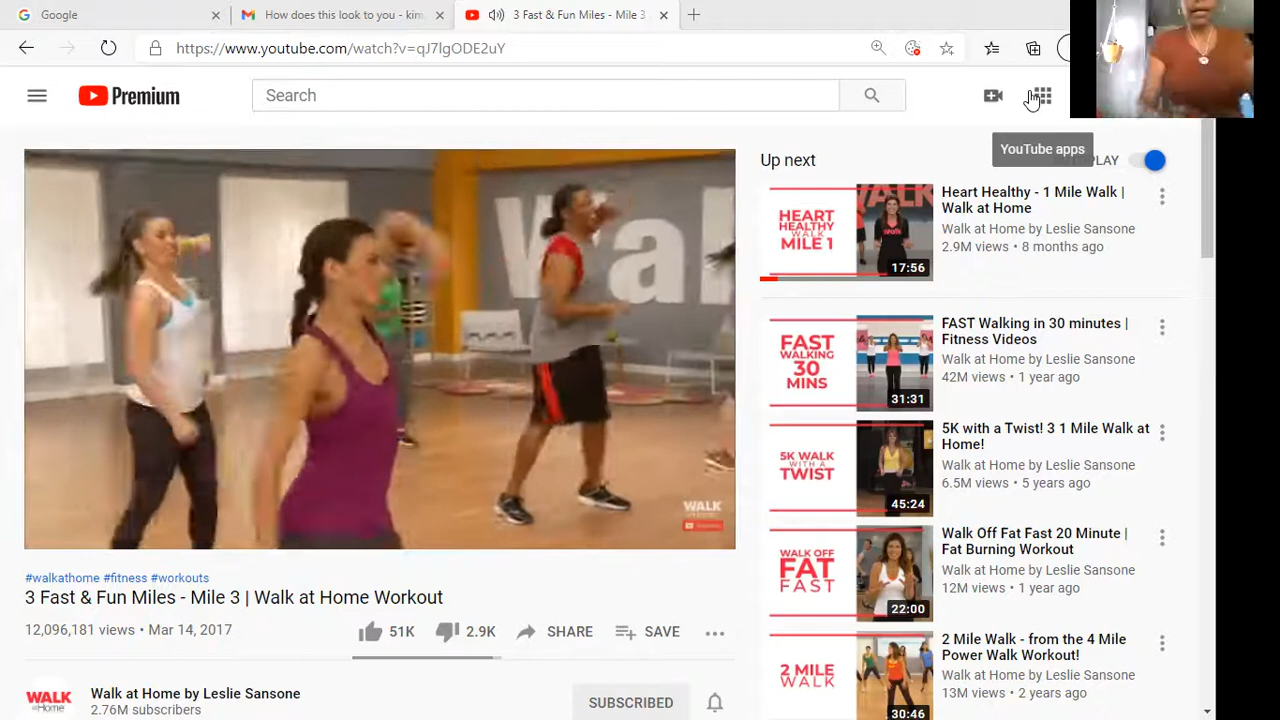 Google
How does this look to you - kim
3 Fast & Fun Miles - Mile 3
https://www.youtube.com/watch?v=qJ7lgODE2uY
Premium
Search
YouTube apps
Up next
PLAY
Wal
WALK
HEART
HEALTHY
WALK
MILE 1
Walk
17:56
Heart Healthy - 1 Mile Walk |
Walk at Home
Walk at Home by Leslie Sansone
2.9M views • 8 months ago
FAST
WALKING
30
MINS
31:31
FAST Walking in 30 minutes |
Fitness Videos
Walk at Home by Leslie Sansone
42M views • 1 year ago
5K WALK
WITH A
TWIST
45:24
5K with a Twist! 3 1 Mile Walk at
Home!
Walk at Home by Leslie Sansone
6.5M views • 5 years ago
WALK OFF
FAT
FAST
22:00
Walk Off Fat Fast 20 Minute |
Fat Burning Workout
Walk at Home by Leslie Sansone
12M views • 1 year ago
2 MILE
WALK
30:46
2 Mile Walk - from the 4 Mile
Power Walk Workout!
Walk at Home by Leslie Sansone
13M views • 2 years ago
#walkathome #fitness #workouts
3 Fast & Fun Miles - Mile 3 | Walk at Home Workout
12,096,181 views • Mar 14, 2017
51K
2.9K
SHARE
SAVE
WALK
at Home
Walk at Home by Leslie Sansone
2.76M subscribers
SUBSCRIBED